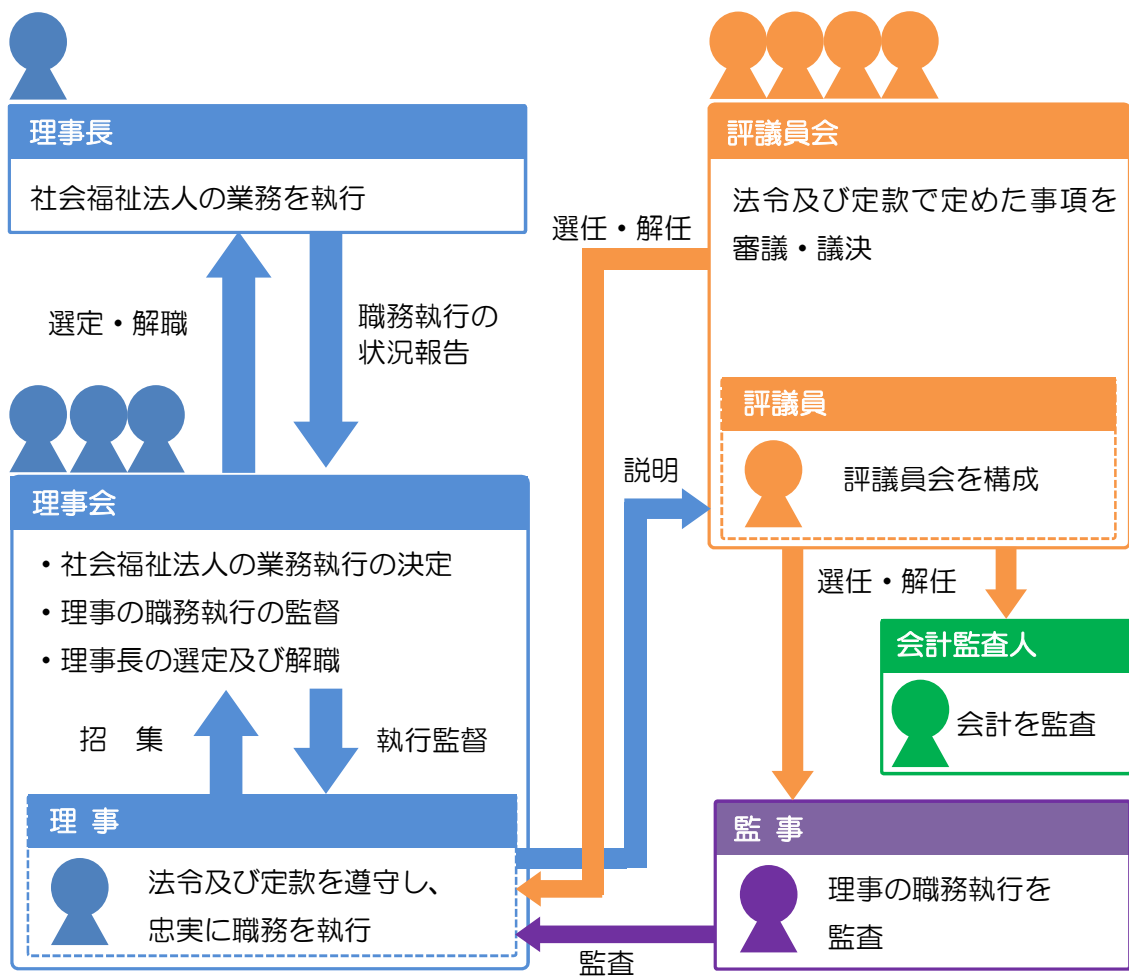 理事長
社会福祉法人の業務を執行
選定・解職
職務執行の
状況報告
理事会
・社会福祉法人の業務執行の決定
・理事の職務執行の監督
・理事長の選定及び解職
招　集
執行監督
理 事
法令及び定款を遵守し、
忠実に職務を執行
選任・解任
説明
監査
評議員会
法令及び定款で定めた事項を
審議・議決
評議員
評議員会を構成
選任・解任
会計監査人
会計を監査
監 事
理事の職務執行を
監査